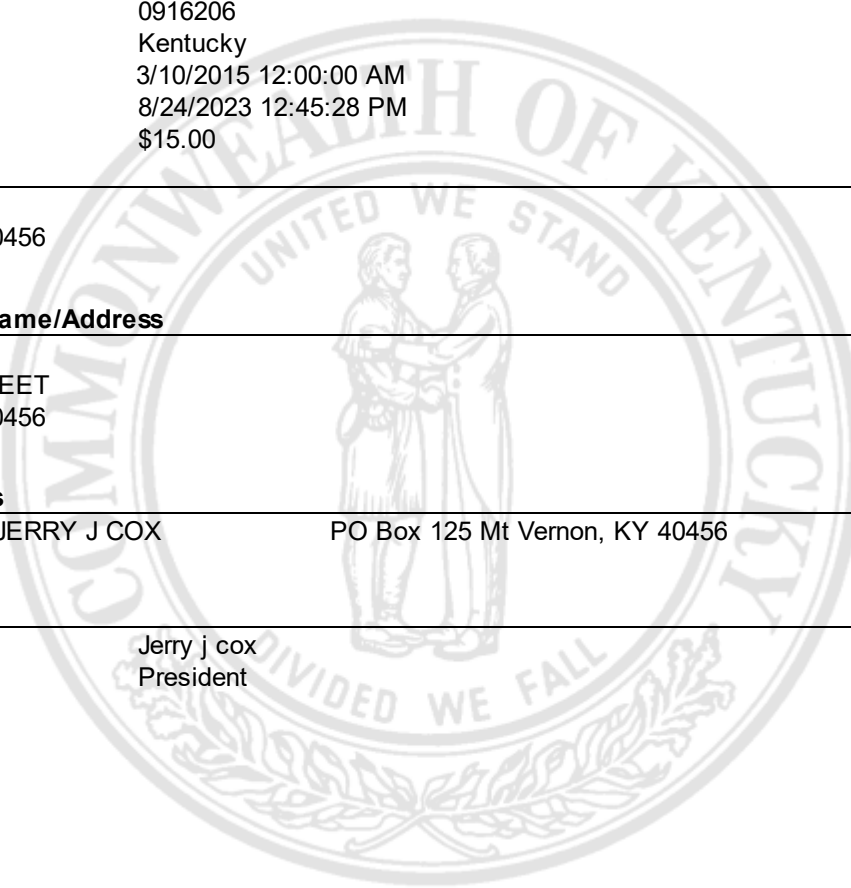 0916206
Kentucky
3/10/2015 12:00:00 AM
8/24/2023 12:45:28 PM
$15.00
0456
ame/Address
EET
0456
s
JERRY J COX PO Box 125 Mt Vernon, KY 40456
Jerry j cox
President
COMMONWEALTH OF KENTUCKY
UNITED WE STAND
DIVIDED WE FALL